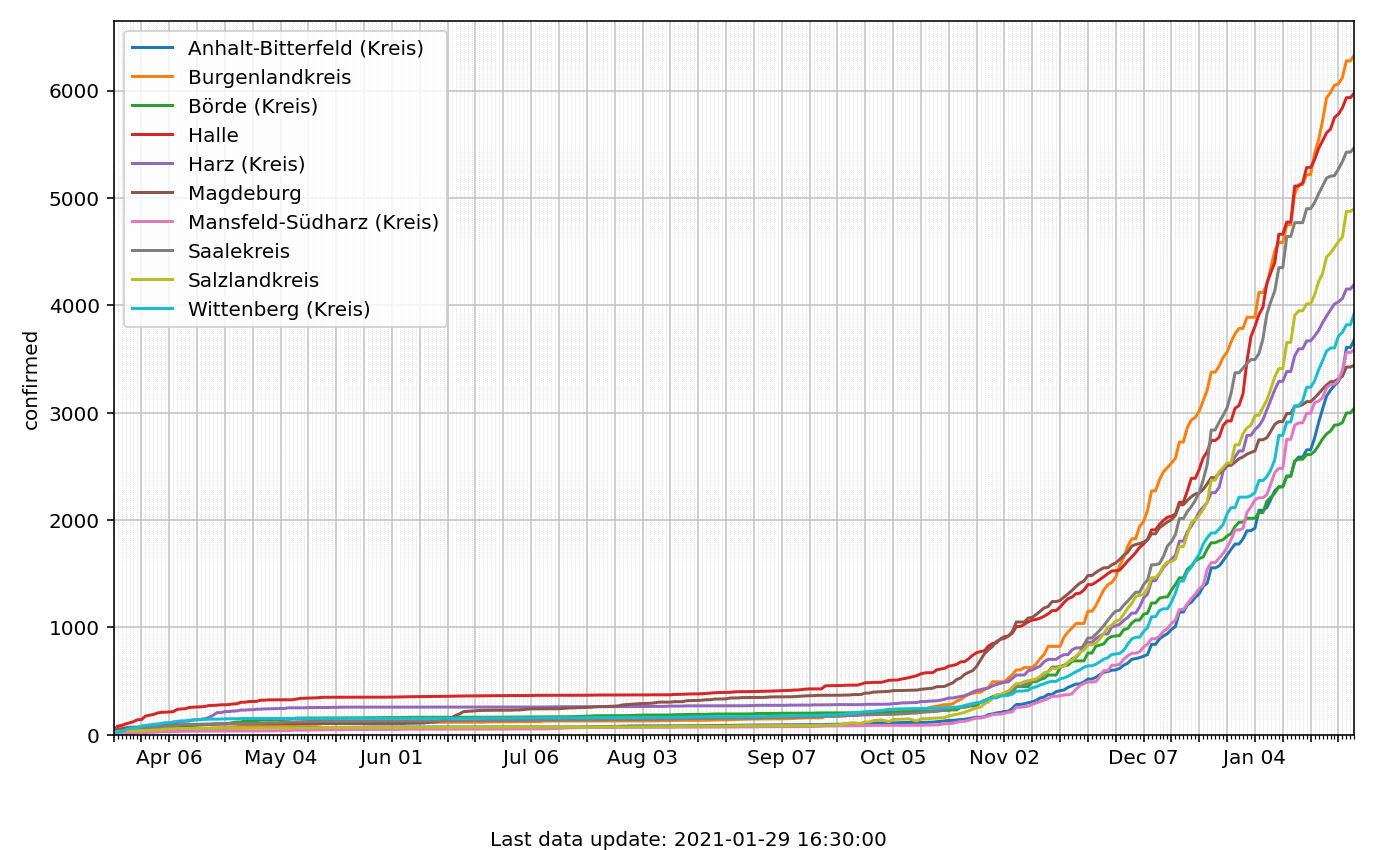 Anhalt-Bitterfeld (Kreis)
Burgenlandkreis
Börde (Kreis)
Halle
Harz (Kreis)
Magdeburg
Mansfeld-Südharz (Kreis)
Saalekreis
Salzlandkreis
Wittenberg (Kreis)
confirmed
6000
5000
4000
3000
2000
1000
0
Apr 06 May 04 Jun 01 Jul 06 Aug 03 Sep 07 Oct 05 Nov 02 Dec 07 Jan 04
Last data update: 2021-01-29 16:30:00